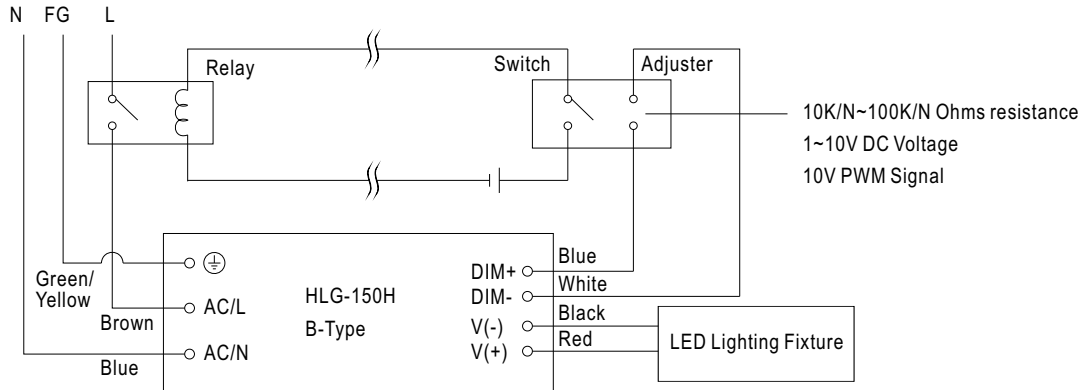 N FG L
Relay
Switch
Adjuster
10K/N~100K/N Ohms resistance
1~10V DC Voltage
10V PWM Signal
Green/
Yellow
Brown
Blue
AC/L
AC/N
HLG-150H
B-Type
DIM+
DIM-
V(-)
V(+)
Blue
White
Black
Red
LED Lighting Fixture